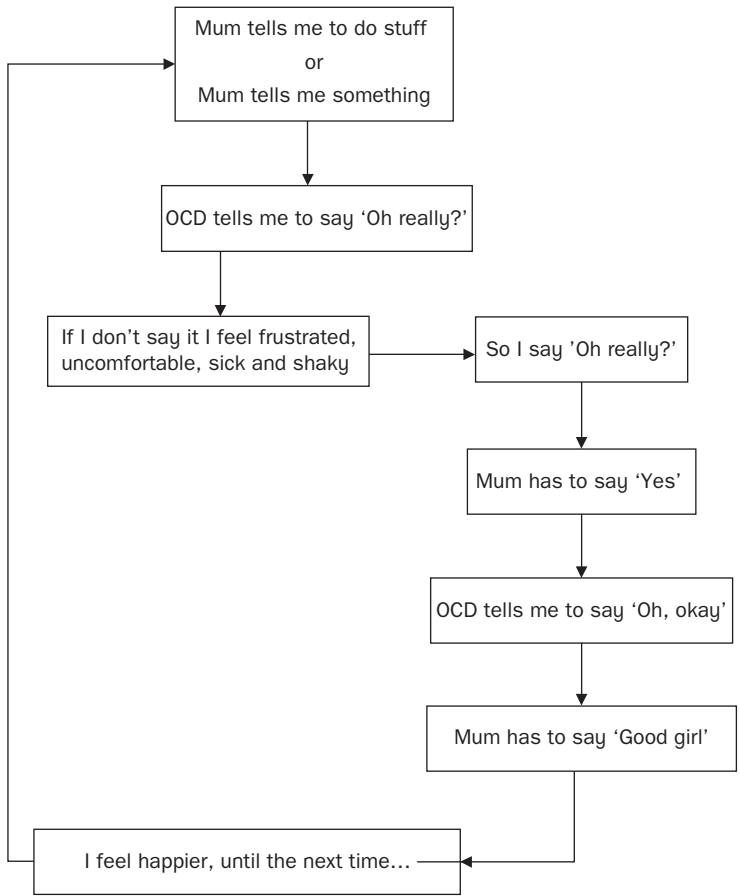 Mum tells me to do stuff
or
Mum tells me something
OCD tells me to say ‘Oh really?’
If I don’t say it I feel frustrated,
uncomfortable, sick and shaky
So I say ’Oh really?’
Mum has to say ‘Yes’
OCD tells me to say ‘Oh, okay’
Mum has to say ‘Good girl’
I feel happier, until the next time…